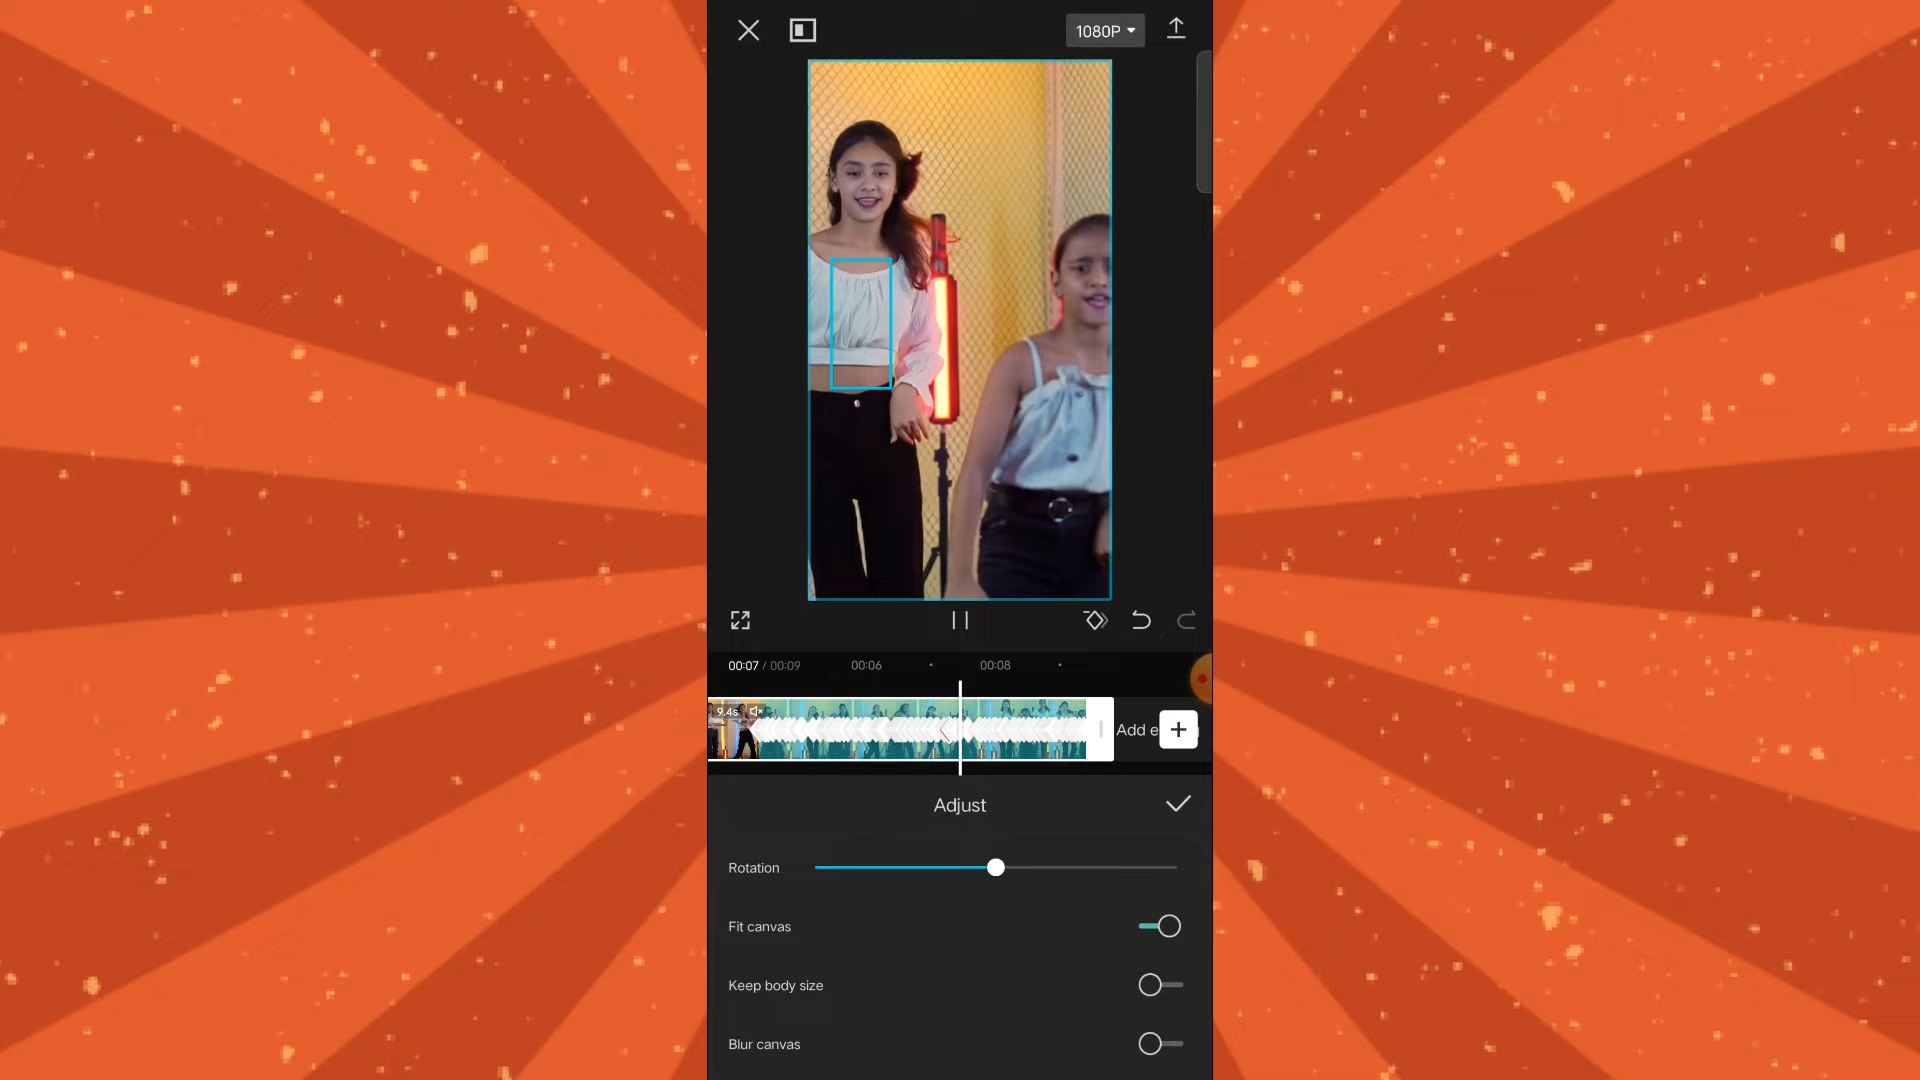 1080P
00:07 / 00:09 00:06 00:08
9.4s
Add e
Adjust
Rotation
Fit canvas
Keep body size
Blur canvas